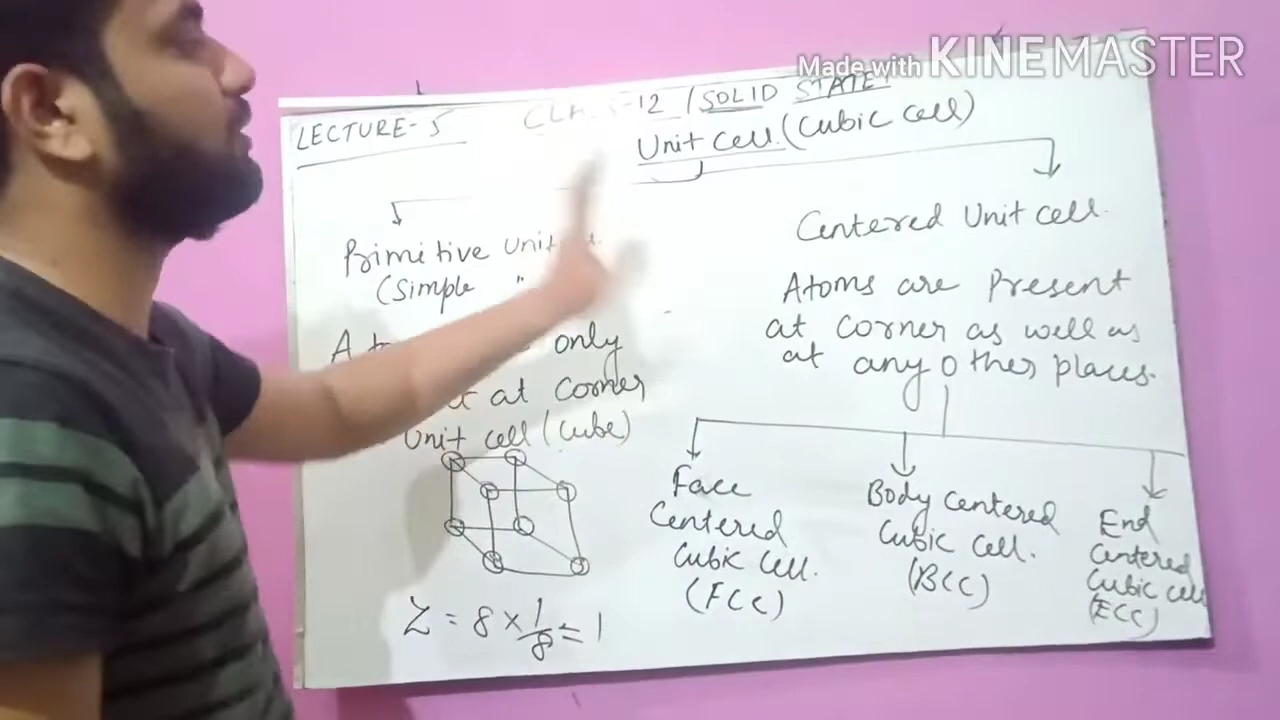 Made with KINEMASTER
LECTURE-5
-12 / SOLID STATE
Unit Cell. (Cubic cell)
Primitive Unit
(Simple "
only
at Corner
Unit cell (Cube)
Z = 8 × 1/8 = 1
Centered Unit cell.
Atoms are Present
at Corner as well as
at any other places.
Face
Centered
Cubic Cell.
(FCC)
Body Centered
Cubic Cell.
(BCC)
End
Centered
Cubic Cell
(ECC)